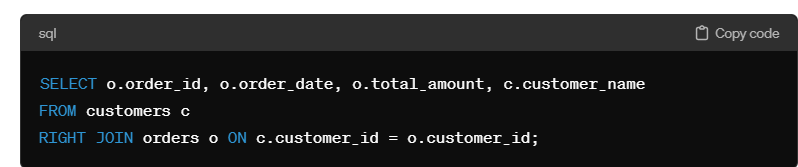 sql Copy code
SELECT o.order_id, o.order_date, o.total_amount, c.customer_name
FROM customers c
RIGHT JOIN orders o ON c.customer_id = o.customer_id;